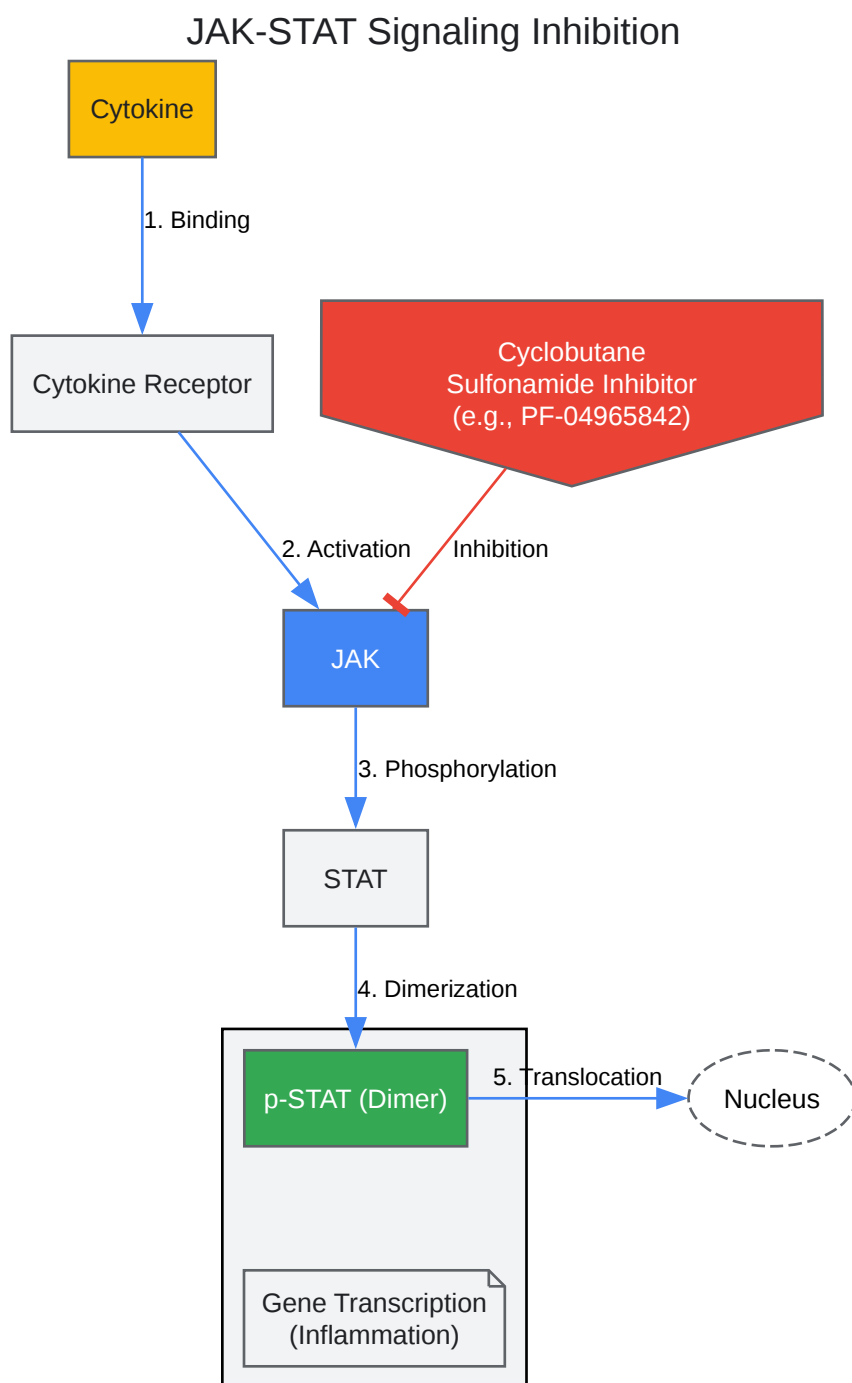 JAK-STAT Signaling Inhibition
Cytokine
1. Binding
Cytokine Receptor
Cyclobutane
Sulfonamide Inhibitor
(e.g., PF-04965842)
2. Activation
Inhibition
JAK
3. Phosphorylation
STAT
4. Dimerization
p-STAT (Dimer)
5. Translocation
Nucleus
Gene Transcription
(Inflammation)